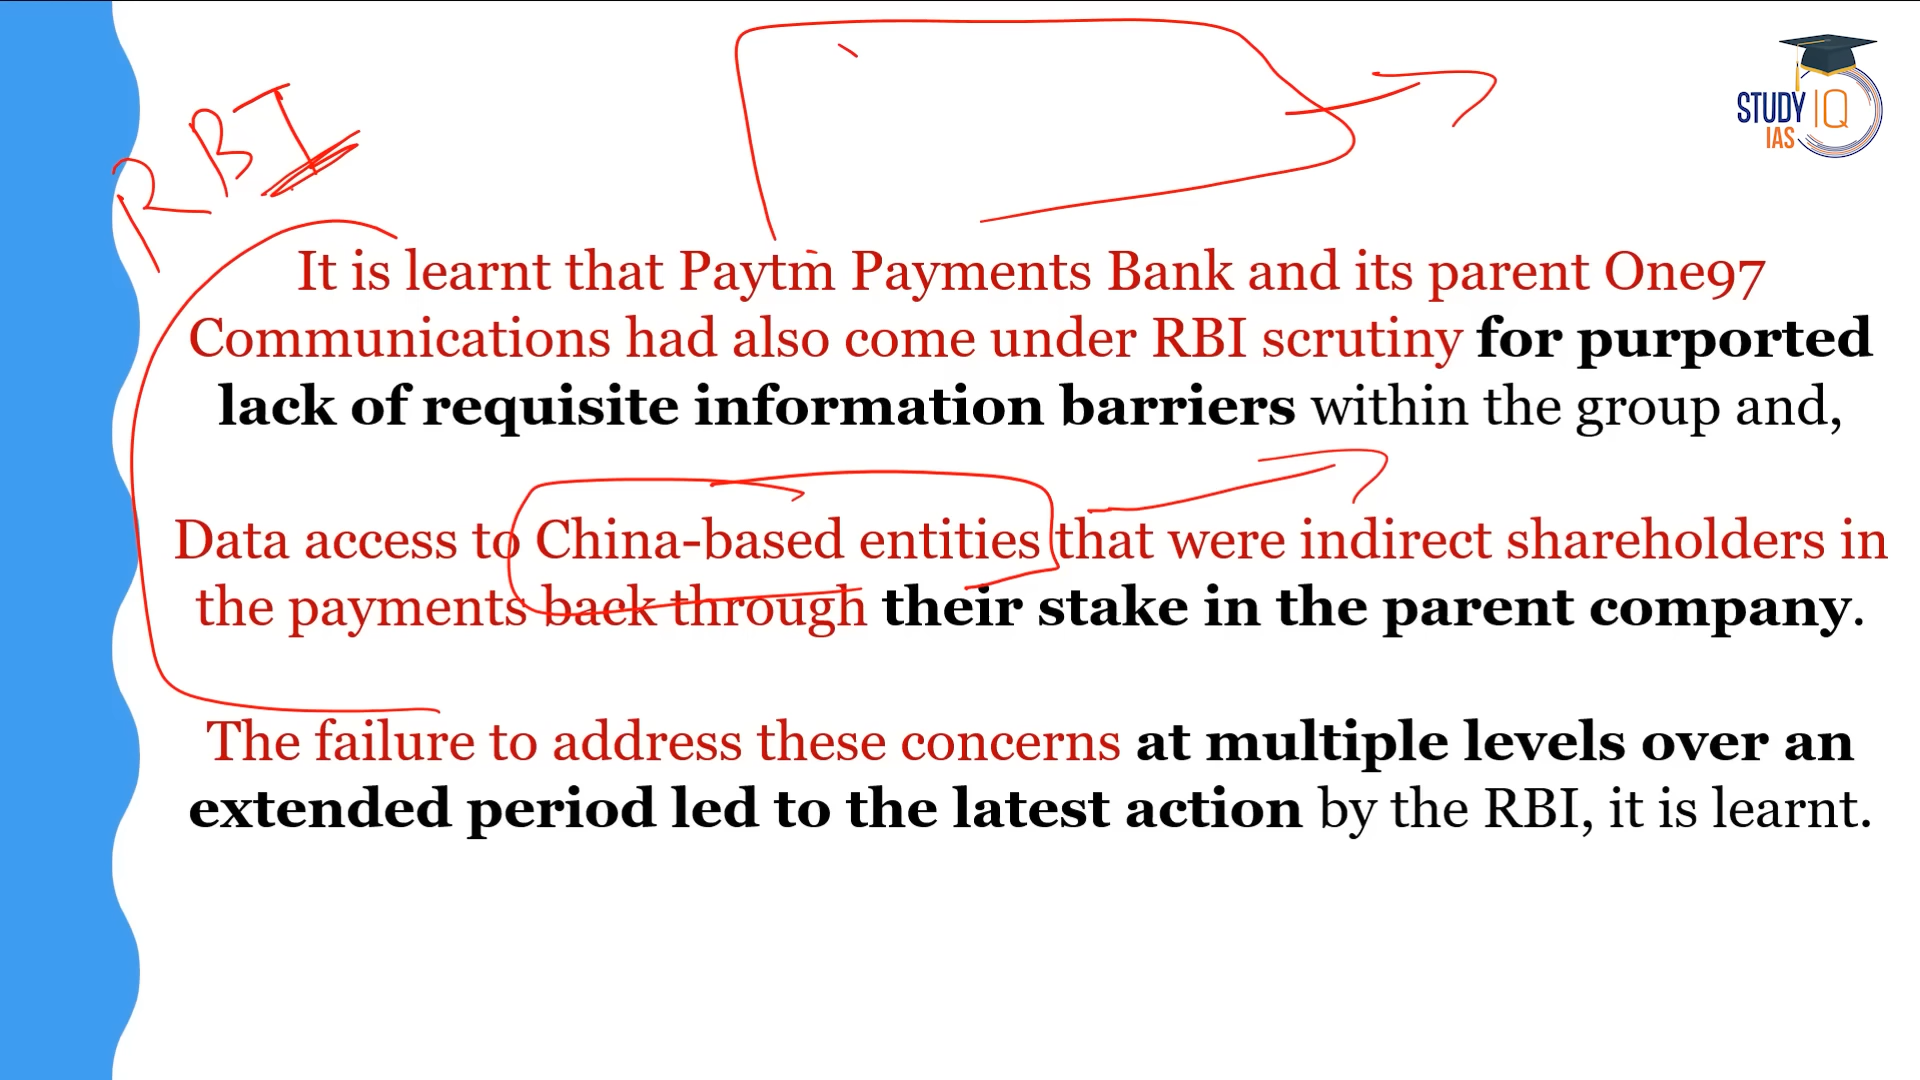 RBI
STUDY IQ
IAS
It is learnt that Paytm Payments Bank and its parent One97
Communications had also come under RBI scrutiny for purported
lack of requisite information barriers within the group and,
Data access to China-based entities that were indirect shareholders in
the payments back through their stake in the parent company.
The failure to address these concerns at multiple levels over an
extended period led to the latest action by the RBI, it is learnt.